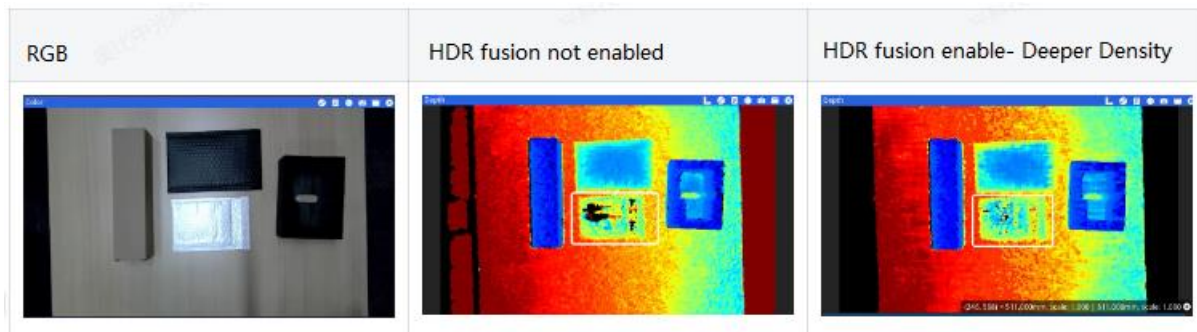 RGB
HDR fusion not enabled
HDR fusion enable- Deeper Density
Color
Depth
Depth